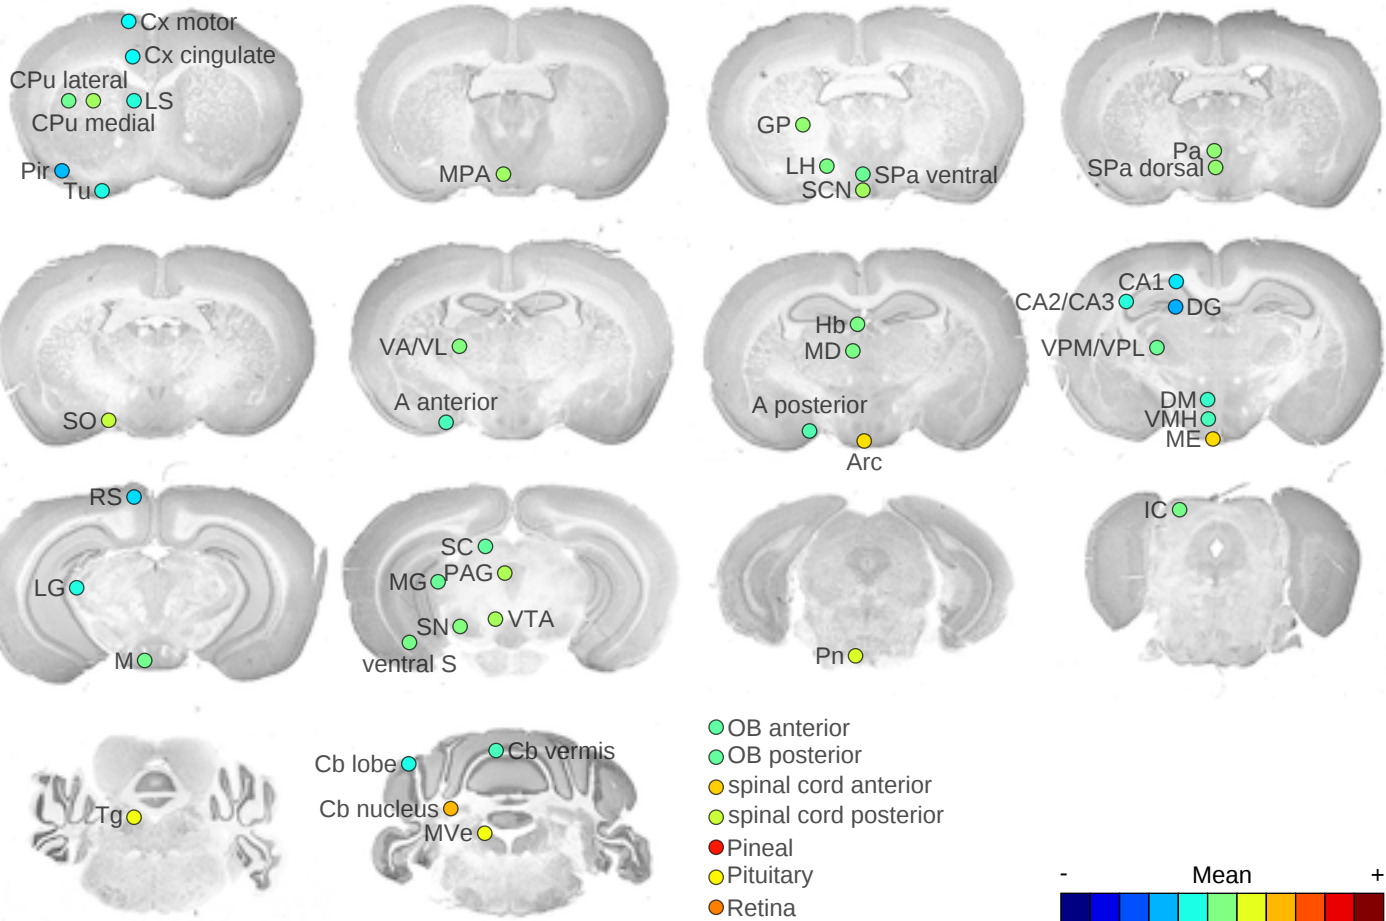 Cx motor
Cx cingulate
CPu lateral
LS
CPu medial
Pir
Tu
MPA
GP
LH
SPa ventral
SCN
Pa
SPa dorsal
SO
VA/VL
A anterior
Hb
MD
A posterior
Arc
CA1
CA2/CA3
DG
VPM/VPL
DM
VMH
ME
RS
LG
M
SC
MG
PAG
SN
VTA
ventral S
Pn
IC
Tg
Cb lobe
Cb vermis
Cb nucleus
MVe
OB anterior
OB posterior
spinal cord anterior
spinal cord posterior
Pineal
Pituitary
Retina
- Mean +